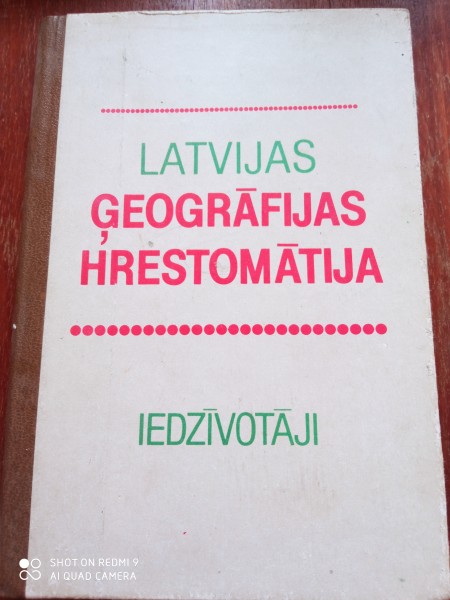 LATVIJAS
ĢEOGRĀFIJAS
HRESTOMĀTIJA
IEDZĪVOTĀJI
SHOT ON REDMI 9
AI QUAD CAMERA